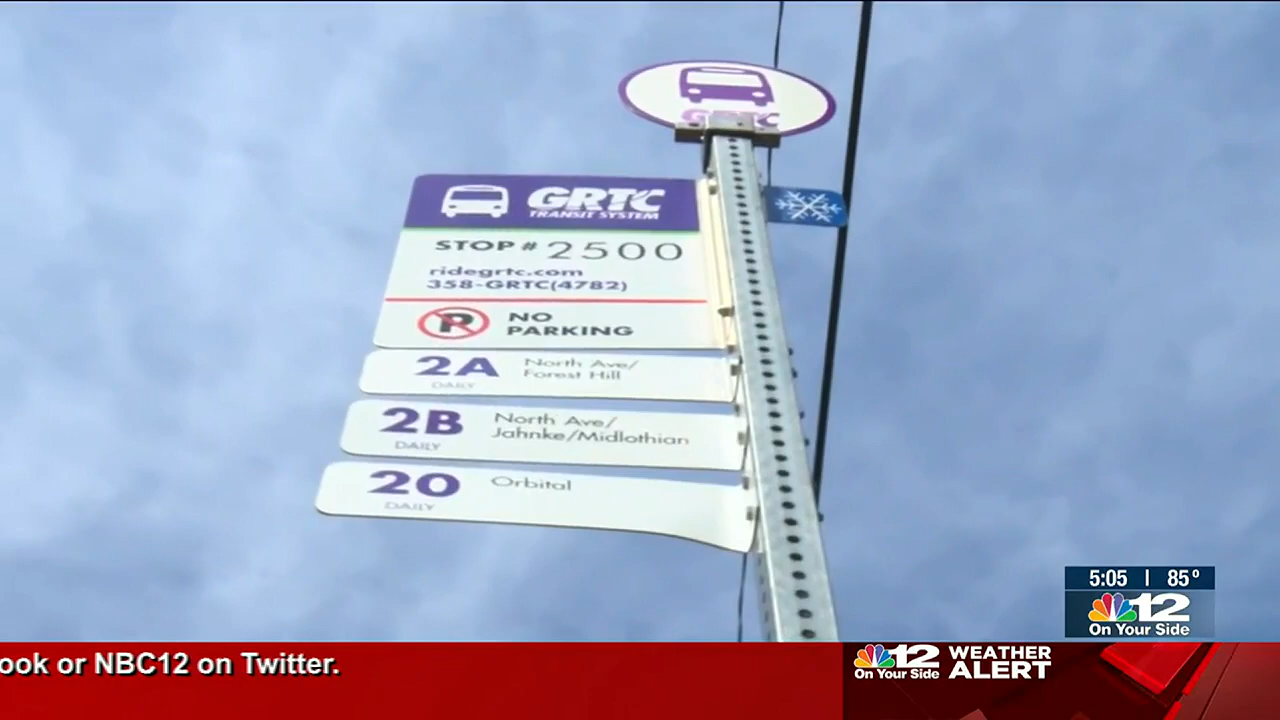 GRTC
GRTC
TRANSIT SYSTEM
STOP # 2500
ridegrtc.com
358-GRTC(4782)
P
NO
PARKING
2A
DAILY
North Ave/
Forest Hill
2B
DAILY
North Ave/
Jahnke/Midlothian
20
DAILY
Orbital
5:05 | 85°
12
On Your Side
ook or NBC12 on Twitter.
12
On Your Side
WEATHER
ALERT